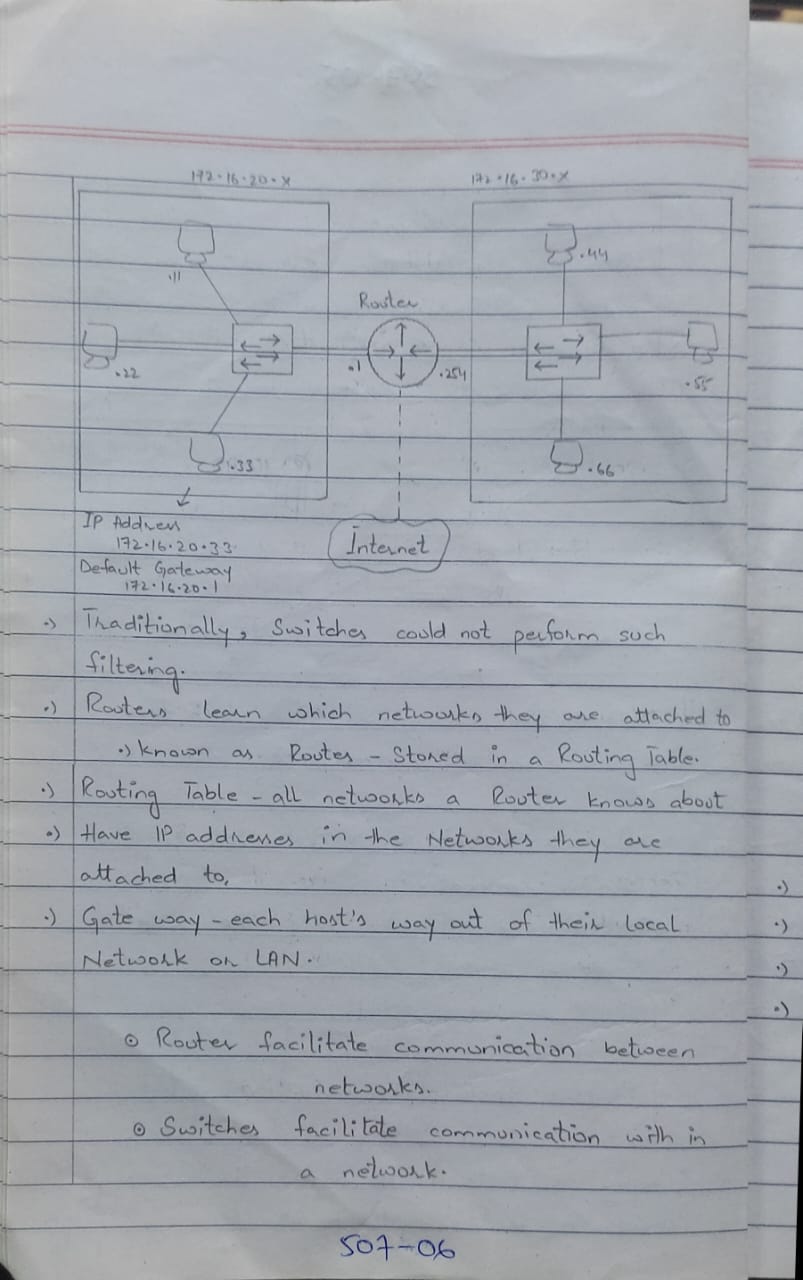 172.16.20.X
172.16.30.X
.11
.44
Router
.22
.1
.254
.55
.33
.66
IP Address
172.16.20.33
Default Gateway
172.16.20.1
Internet
.) Traditionally, Switches could not perform such
filtering.
.) Routers learn which networks they are attached to
.) Known as Routes - Stored in a Routing Table.
.) Routing Table - all networks a Router knows about
.) Have IP addresses in the Networks they are
attached to,
.) Gate way - each host's way out of their local
Network or LAN.
⊙ Router facilitate communication between
networks.
⊙ Switches facilitate communication with in
a network.
507-06
.)
.)
.)
.)